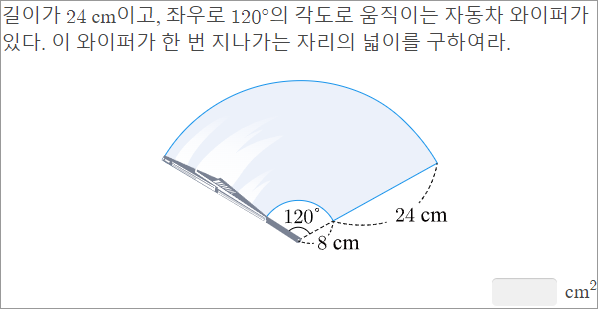 길이가 24 cm이고, 좌우로 120°의 각도로 움직이는 자동차 와이퍼가
있다. 이 와이퍼가 한 번 지나가는 자리의 넓이를 구하여라.
120°
24 cm
8 cm
cm²